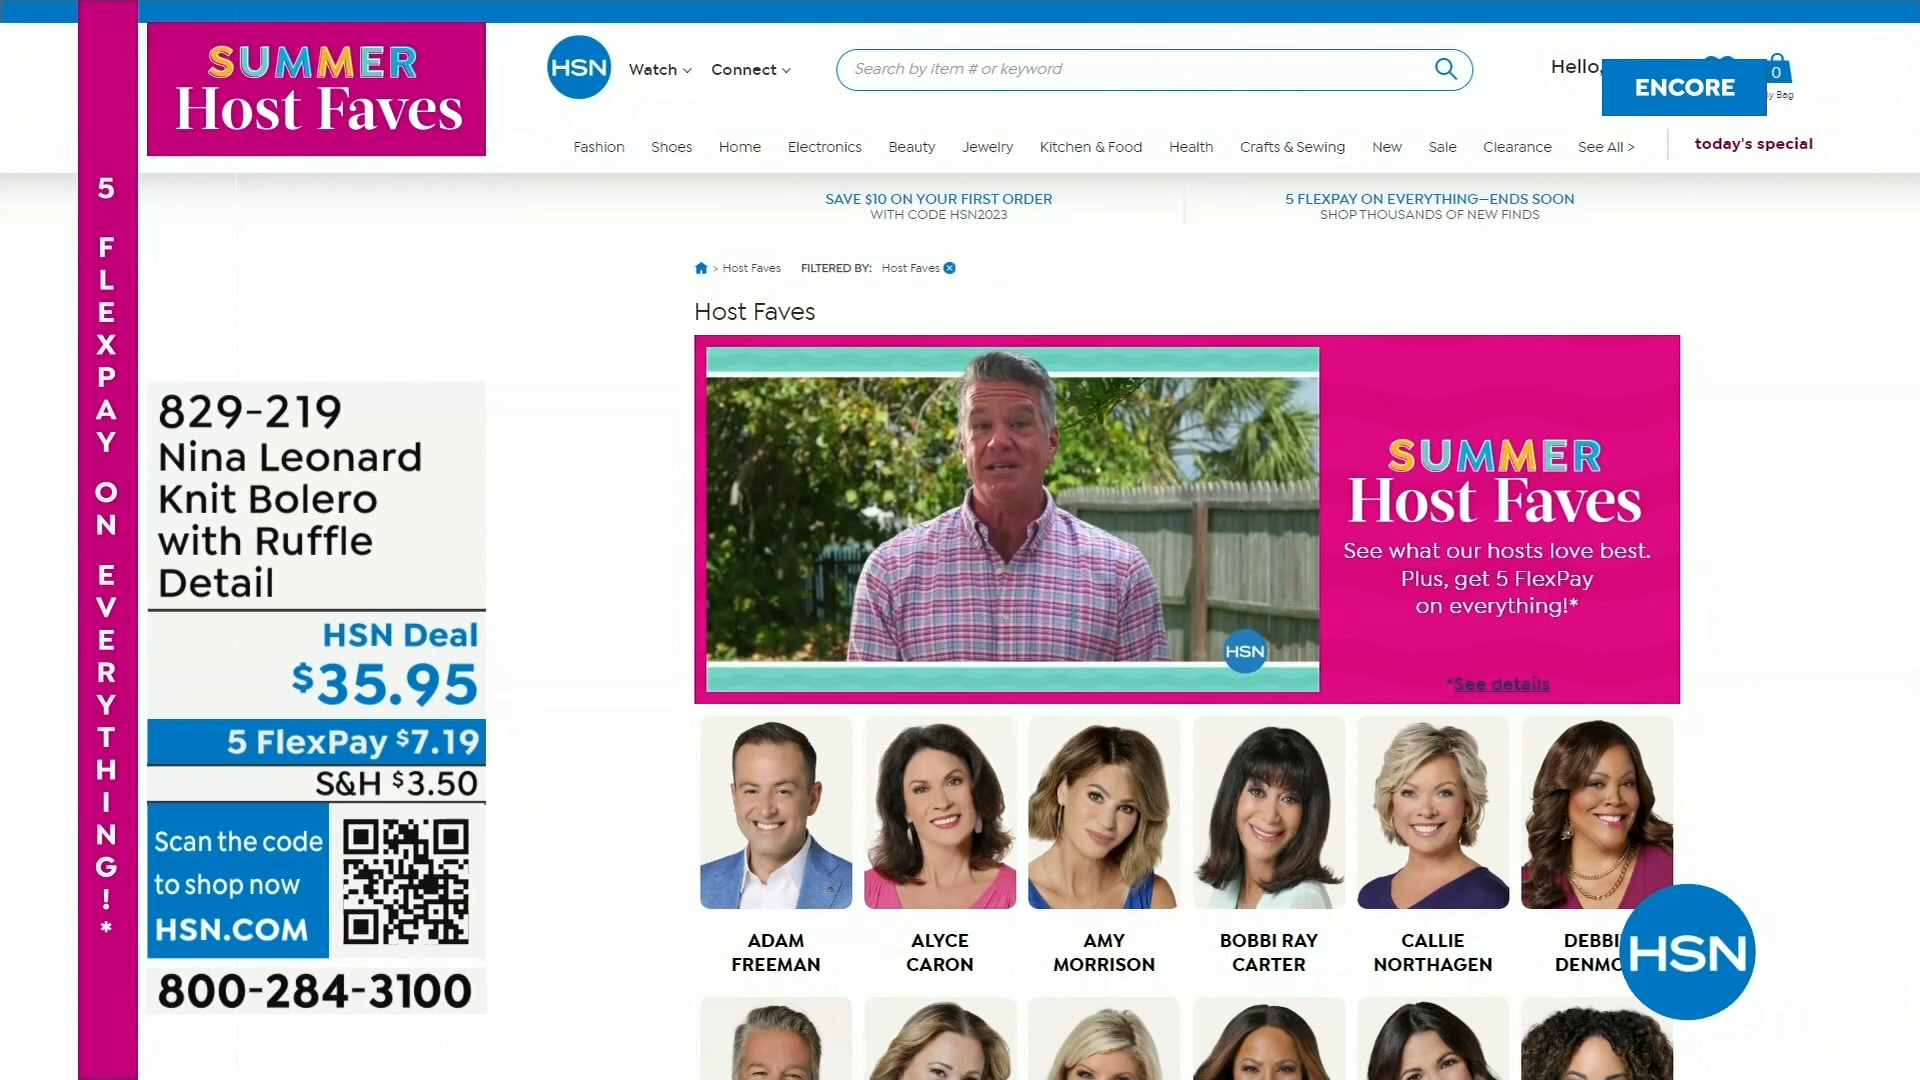 5 FLEXPAY ON EVERYTHING!*
SUMMER
Host Faves
HSN
Watch
Connect
Search by item # or keyword
Hello,
ENCORE
0
Bag
Fashion
Shoes
Home
Electronics
Beauty
Jewelry
Kitchen & Food
Health
Crafts & Sewing
New
Sale
Clearance
See All >
today's special
SAVE $10 ON YOUR FIRST ORDER
WITH CODE HSN2023
5 FLEXPAY ON EVERYTHING—ENDS SOON
SHOP THOUSANDS OF NEW FINDS
> Host Faves
FILTERED BY: Host Faves
Host Faves
829-219
Nina Leonard
Knit Bolero
with Ruffle
Detail
HSN Deal
$35.95
5 FlexPay $7.19
S&H $3.50
Scan the code
to shop now
HSN.COM
800-284-3100
HSN
SUMMER
Host Faves
See what our hosts love best.
Plus, get 5 FlexPay
on everything!*
*See details
ADAM
FREEMAN
ALYCE
CARON
AMY
MORRISON
BOBBI RAY
CARTER
CALLIE
NORTHAGEN
DEBBI
DENMO
HSN